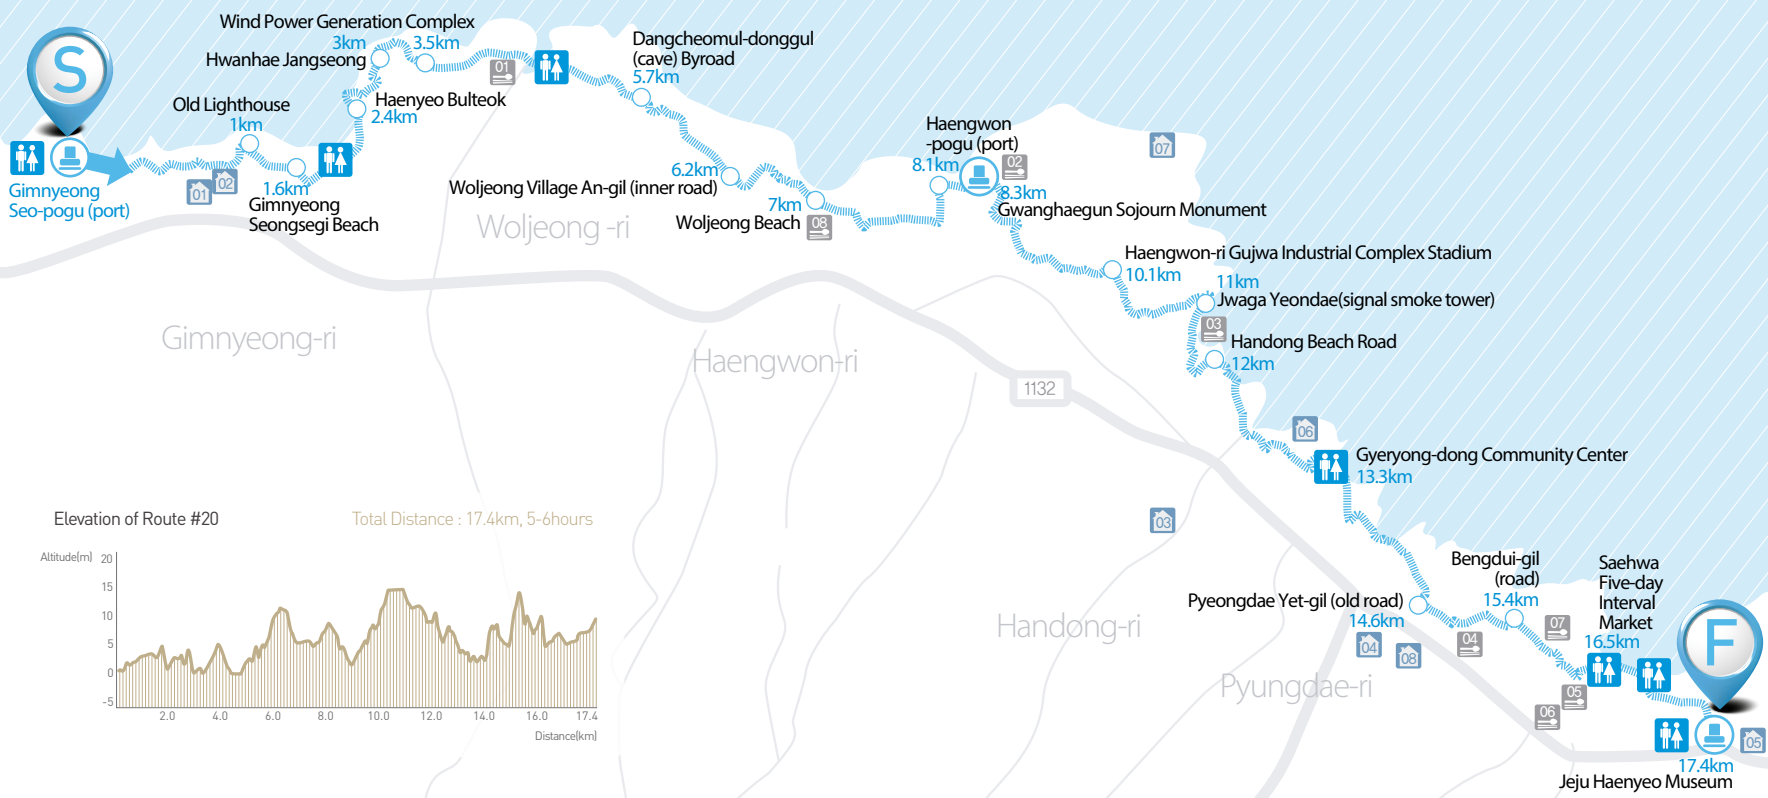 Wind Power Generation Complex
3km
3.5km
Hwanhae Jangseong
S
Old Lighthouse
1km
Haenyeo Bulteok
2.4km
01
Dangcheomul-donggul
(cave) Byroad
5.7km
Gimnyeong
Seo-pogu (port)
01
02
1.6km
Gimnyeong
Seongsegi Beach
6.2km
Woljeong Village An-gil (inner road)
7km
Woljeong Beach
08
Woljeong -ri
Haengwon
-pogu (port)
8.1km
02
8.3km
Gwanghaegun Sojourn Monument
07
Haengwon-ri Gujwa Industrial Complex Stadium
10.1km
11km
Jwaga Yeondae(signal smoke tower)
03
Handong Beach Road
12km
Gimnyeong-ri
Haengwon-ri
1132
06
Gyeryong-dong Community Center
13.3km
03
Handong-ri
Pyeongdae Yet-gil (old road)
14.6km
04
08
Pyungdae-ri
Bengdui-gil
(road)
15.4km
04
07
Saehwa
Five-day
Interval
Market
16.5km
05
06
F
05
17.4km
Jeju Haenyeo Museum
Elevation of Route #20
Total Distance : 17.4km, 5-6hours
Altitude(m)
20
15
10
5
0
-5
2.0
4.0
6.0
8.0
10.0
12.0
14.0
16.0
17.4
Distance(km)